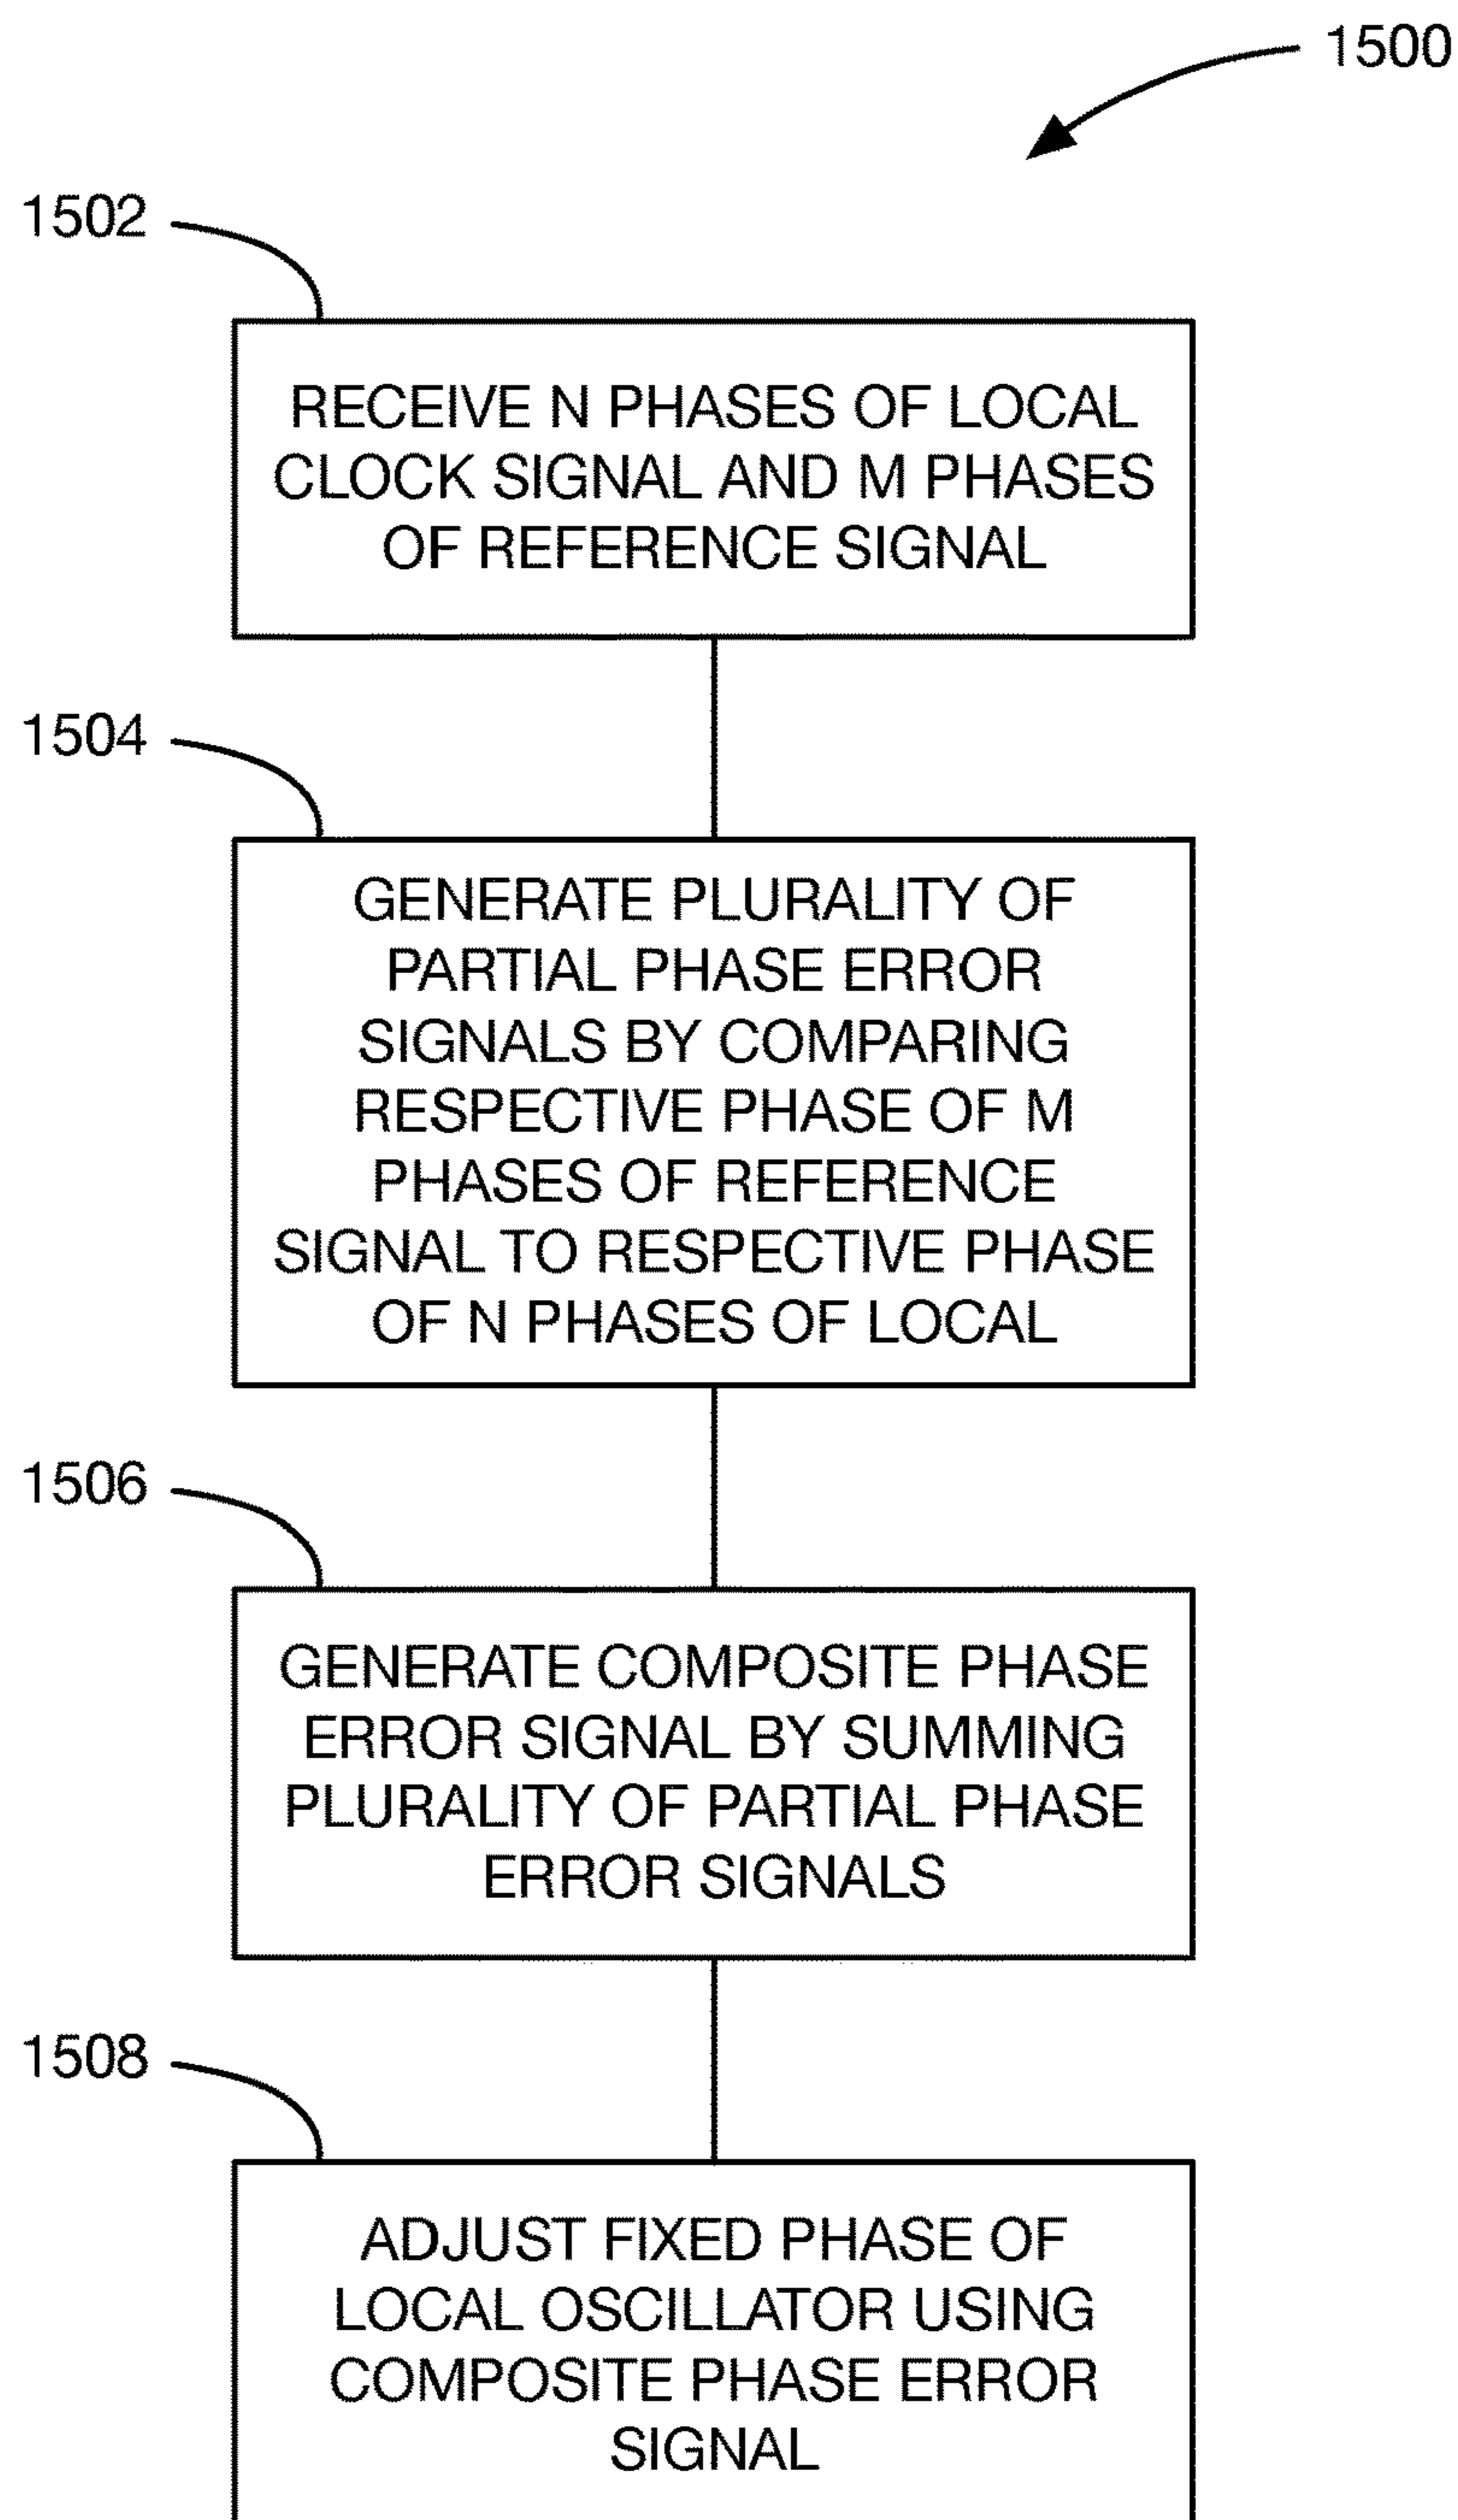 1500
1502
RECEIVE N PHASES OF LOCAL
CLOCK SIGNAL AND M PHASES
OF REFERENCE SIGNAL
1504
GENERATE PLURALITY OF
PARTIAL PHASE ERROR
SIGNALS BY COMPARING
RESPECTIVE PHASE OF M
PHASES OF REFERENCE
SIGNAL TO RESPECTIVE PHASE
OF N PHASES OF LOCAL
1506
GENERATE COMPOSITE PHASE
ERROR SIGNAL BY SUMMING
PLURALITY OF PARTIAL PHASE
ERROR SIGNALS
1508
ADJUST FIXED PHASE OF
LOCAL OSCILLATOR USING
COMPOSITE PHASE ERROR
SIGNAL